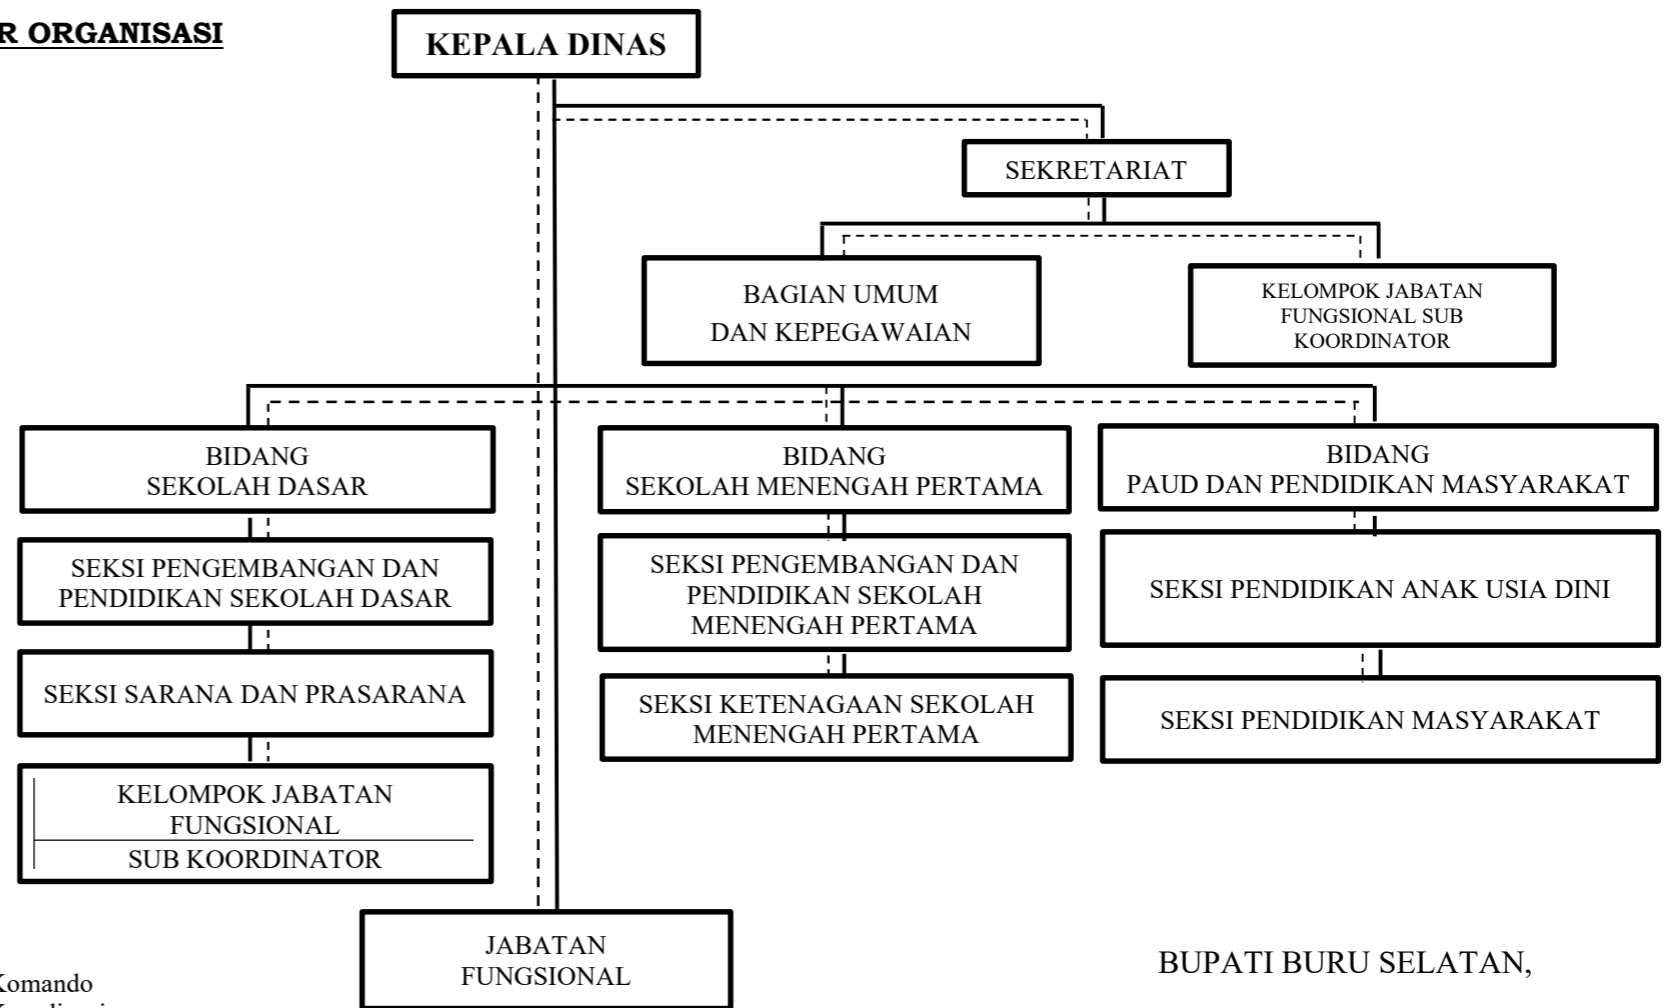 R ORGANISASI
KEPALA DINAS
SEKRETARIAT
BAGIAN UMUM
DAN KEPEGAWAIAN
KELOMPOK JABATAN
FUNGSIONAL SUB
KOORDINATOR
BIDANG
SEKOLAH DASAR
BIDANG
SEKOLAH MENENGAH PERTAMA
BIDANG
PAUD DAN PENDIDIKAN MASYARAKAT
SEKSI PENGEMBANGAN DAN
PENDIDIKAN SEKOLAH DASAR
SEKSI PENGEMBANGAN DAN
PENDIDIKAN SEKOLAH
MENENGAH PERTAMA
SEKSI PENDIDIKAN ANAK USIA DINI
SEKSI SARANA DAN PRASARANA
SEKSI KETENAGAAN SEKOLAH
MENENGAH PERTAMA
SEKSI PENDIDIKAN MASYARAKAT
KELOMPOK JABATAN
FUNGSIONAL
SUB KOORDINATOR
JABATAN
FUNGSIONAL
BUPATI BURU SELATAN,
Komando